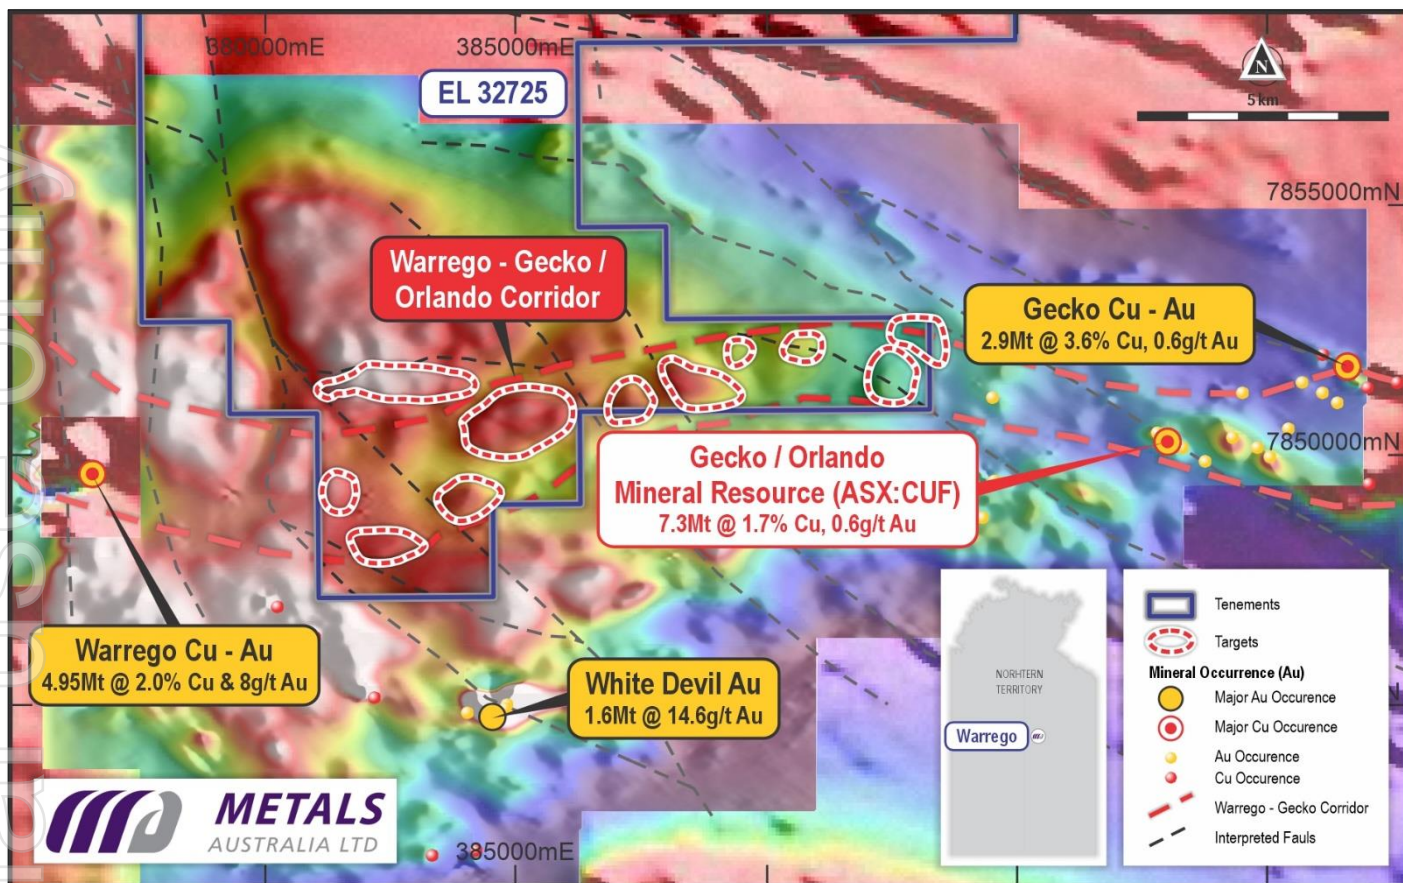 380000mE
385000mE
EL 32725
N
5 km
7855000mN
Warrego - Gecko /
Orlando Corridor
Gecko Cu - Au
2.9Mt @ 3.6% Cu, 0.6g/t Au
7850000mN
Gecko / Orlando
Mineral Resource (ASX:CUF)
7.3Mt @ 1.7% Cu, 0.6g/t Au
Warrego Cu - Au
4.95Mt @ 2.0% Cu & 8g/t Au
White Devil Au
1.6Mt @ 14.6g/t Au
NORHTERN
TERRITORY
Warrego
Tenements
Targets
Mineral Occurrence (Au)
Major Au Occurence
Major Cu Occurence
Au Occurence
Cu Occurence
Warrego - Gecko Corridor
Interpreted Fauls
METALS
AUSTRALIA LTD
385000mE